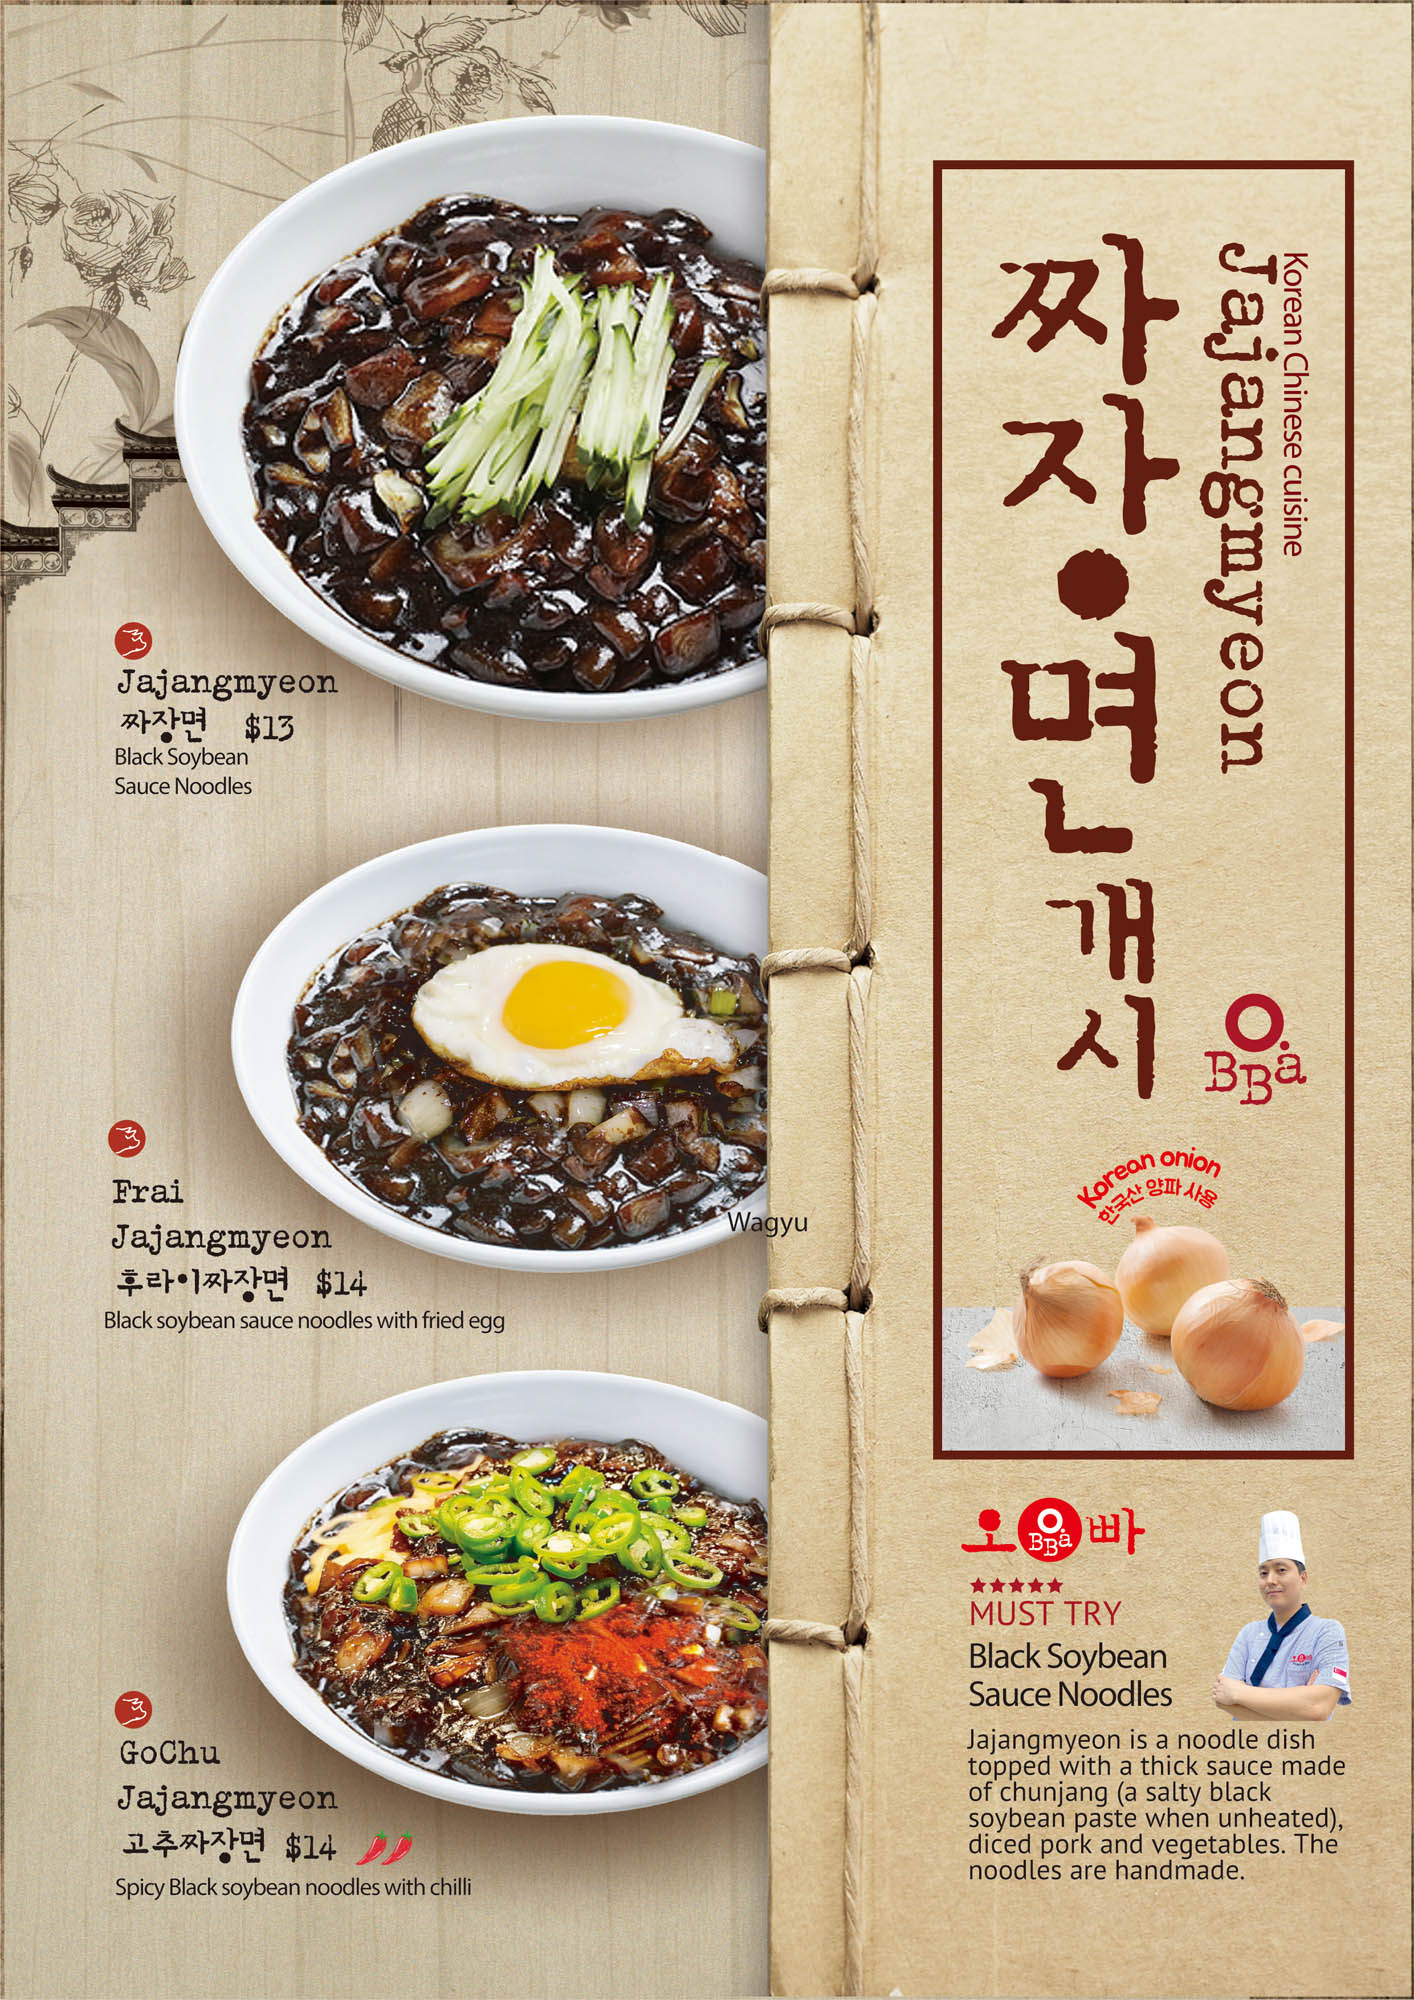 Jajangmyeon
짜장면 $13
Black Soybean
Sauce Noodles
Frai
Jajangmyeon
후라이짜장면 $14
Black soybean sauce noodles with fried egg
Wagyu
GoChu
Jajangmyeon
고추짜장면 $14
Spicy Black soybean noodles with chilli
Korean Chinese cuisine
Jajangmyeon
짜장면개시
OBBa
Korean onion
한국산 양파 사용
오 OBBa 빠
MUST TRY
Black Soybean
Sauce Noodles
Jajangmyeon is a noodle dish
topped with a thick sauce made
of chunjang (a salty black
soybean paste when unheated),
diced pork and vegetables. The
noodles are handmade.